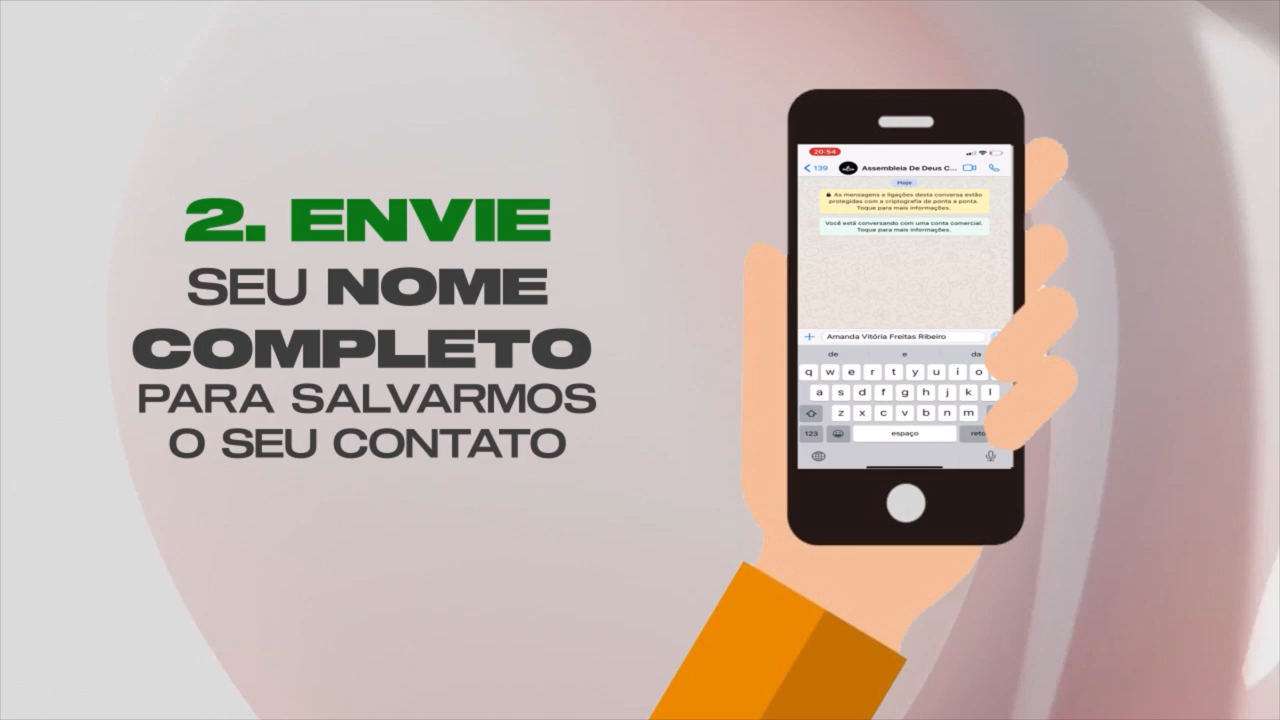 2. ENVIE
SEU NOME
COMPLETO
PARA SALVARMOS
O SEU CONTATO
20:54
139
Assembleia De Deus C...
Hoje
As mensagens e ligações desta conversa estão
protegidas com a criptografia de ponta a ponta.
Toque para mais informações.
Você está conversando com uma conta comercial.
Toque para mais informações.
Amanda Vitória Freitas Ribeiro
de e da
q w e r t y u i o
a s d f g h j k l
z x c v b n m
123 espaço reto